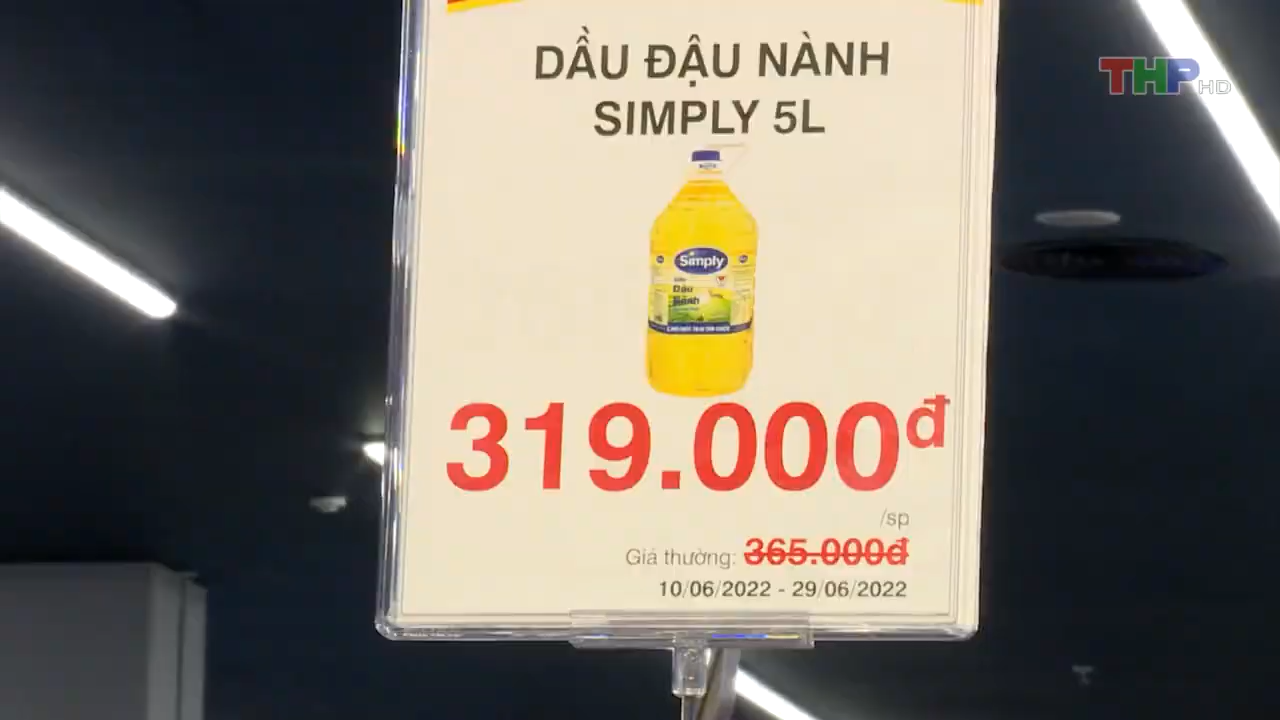 DẦU ĐẬU NÀNH
SIMPLY 5L
THP HD
Simply
Dầu
Nành
319.000đ
/sp
Giá thường: 365.000đ
10/06/2022 - 29/06/2022